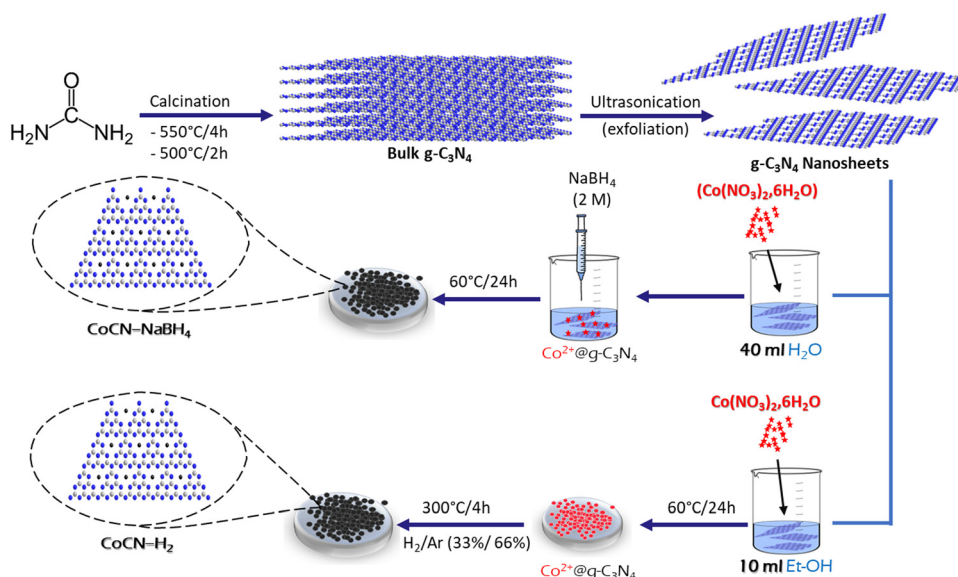 O
H₂N
NH₂
Calcination
- 550°C/4h
- 500°C/2h
Bulk g-C₃N₄
Ultrasonication
(exfoliation)
g-C₃N₄ Nanosheets
NaBH₄
(2 M)
(Co(NO₃)₂,6H₂O)
60°C/24h
CoCN–NaBH₄
Co²⁺@g-C₃N₄
40 ml H₂O
Co(NO₃)₂,6H₂O
300°C/4h
H₂/Ar (33%/ 66%)
60°C/24h
CoCN–H₂
Co²⁺@g-C₃N₄
10 ml Et-OH